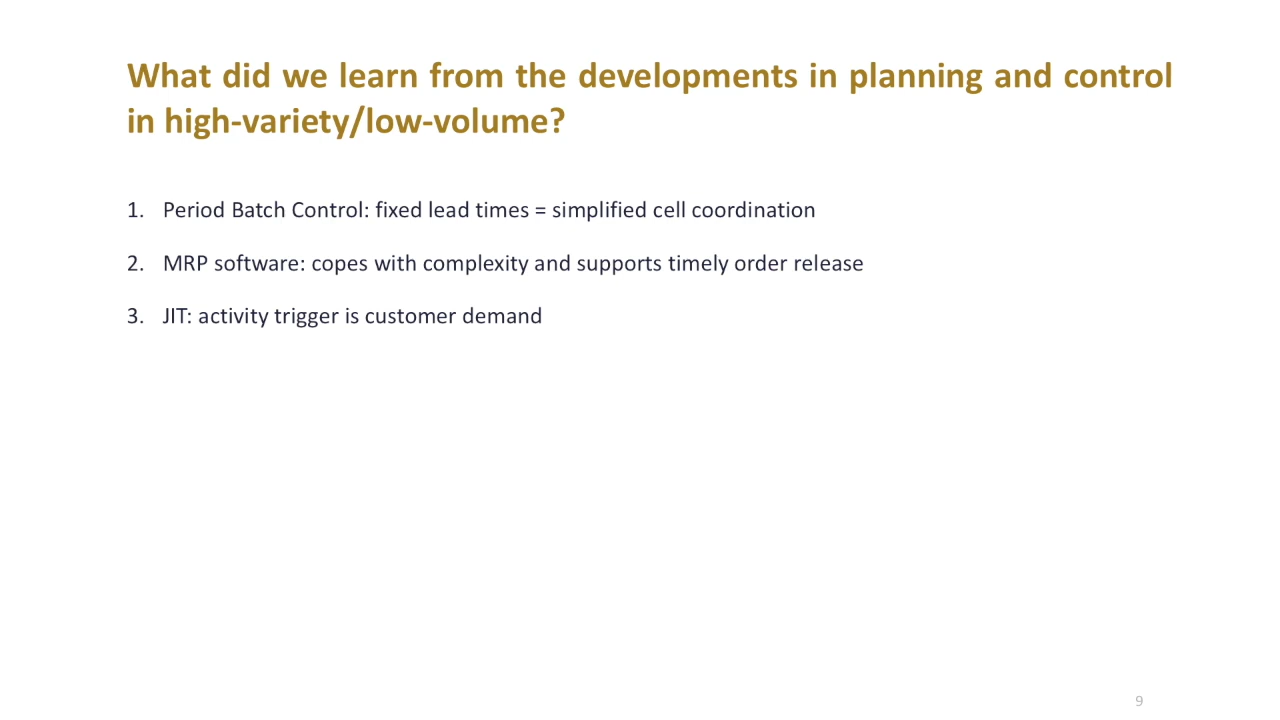 What did we learn from the developments in planning and control
in high-variety/low-volume?
1. Period Batch Control: fixed lead times = simplified cell coordination
2. MRP software: copes with complexity and supports timely order release
3. JIT: activity trigger is customer demand
9